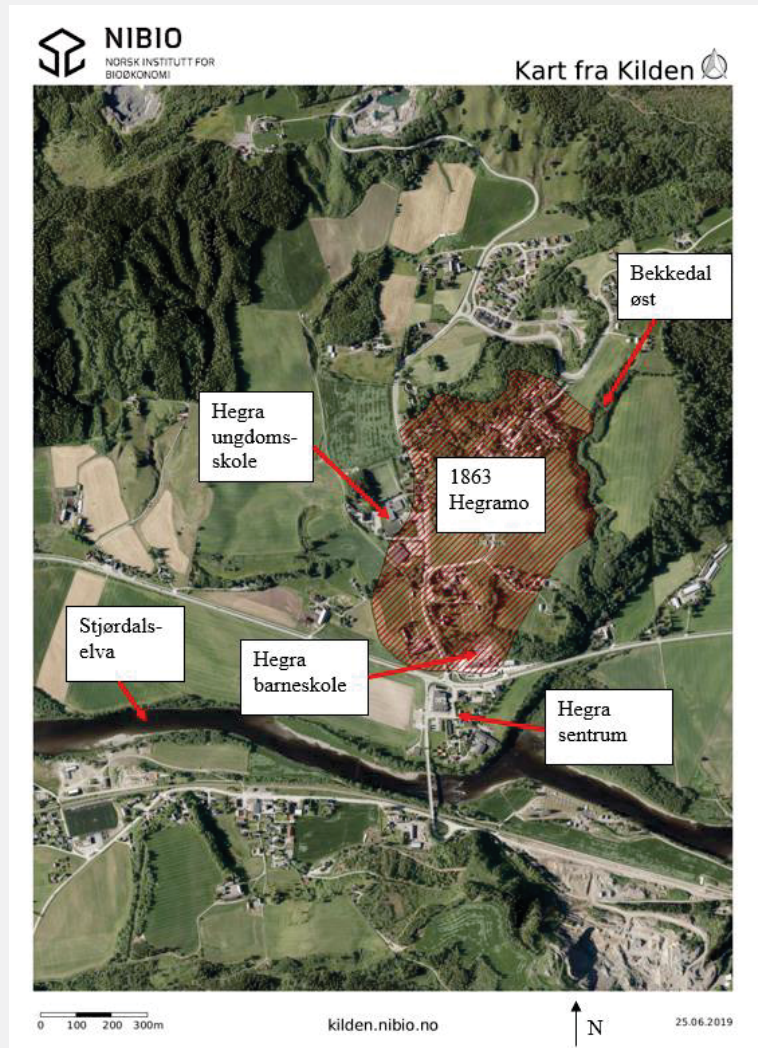 NIBIO
NORSK INSTITUTT FOR
BIOØKONOMI
Kart fra Kilden
Bekkedal
øst
Hegra
ungdoms-
skole
1863
Hegramo
Stjørdals-
elva
Hegra
barneskole
Hegra
sentrum
0 100 200 300m
kilden.nibio.no
N
25.06.2019